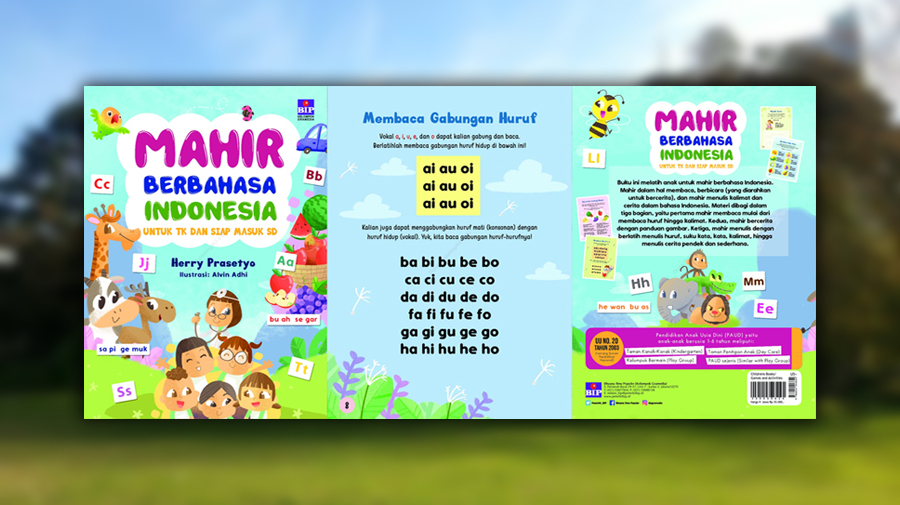 BIP
MAHIR
BERBAHASA
INDONESIA
UNTUK TK DAN SIAP MASUK SD
Cc
Bb
Jj
Herry Prasetyo
Ilustrasi: Alvin Adhi
Aa
bu ah se gar
sa pi ge muk
Tt
Ss
Membaca Gabungan Huruf
Vokal a, i, u, e, dan o dapat kalian gabung dan baca.
Berlatihlah membaca gabungan huruf hidup di bawah ini!
ai au oi
ai au oi
ai au oi
Kalian juga dapat menggabungkan huruf mati (konsonan) dengan
huruf hidup (vokal). Yuk, kita baca gabungan huruf-hurufnya!
ba bi bu be bo
ca ci cu ce co
da di du de do
fa fi fu fe fo
ga gi gu ge go
ha hi hu he ho
8
Ll
MAHIR
BERBAHASA
INDONESIA
UNTUK TK DAN SIAP MASUK SD
Buku ini melatih anak untuk mahir berbahasa Indonesia.
Mahir dalam hal membaca, berbicara (yang diarahkan
untuk bercerita), dan mahir menulis kalimat dan
cerita dalam bahasa Indonesia. Materi dibagi dalam
tiga bagian, yaitu pertama mahir membaca mulai dari
membaca huruf hingga kalimat. Kedua, mahir bercerita
dengan panduan gambar. Ketiga, mahir menulis dengan
berlatih menulis huruf, suku kata, kata, kalimat, hingga
menulis cerita pendek dan sederhana.
Hh
Mm
he wan bu as
Ee
UU NO. 20
TAHUN 2003
Pendidikan Anak Usia Dini (PAUD) yaitu
anak-anak berusia 1-6 tahun meliputi:
Taman Kanak-Kanak (Kindergarten)
Taman Penitipan Anak (Day Care)
Kelompok Bermain (Play Group)
PAUD sejenis (Similar with Play Group)
BIP